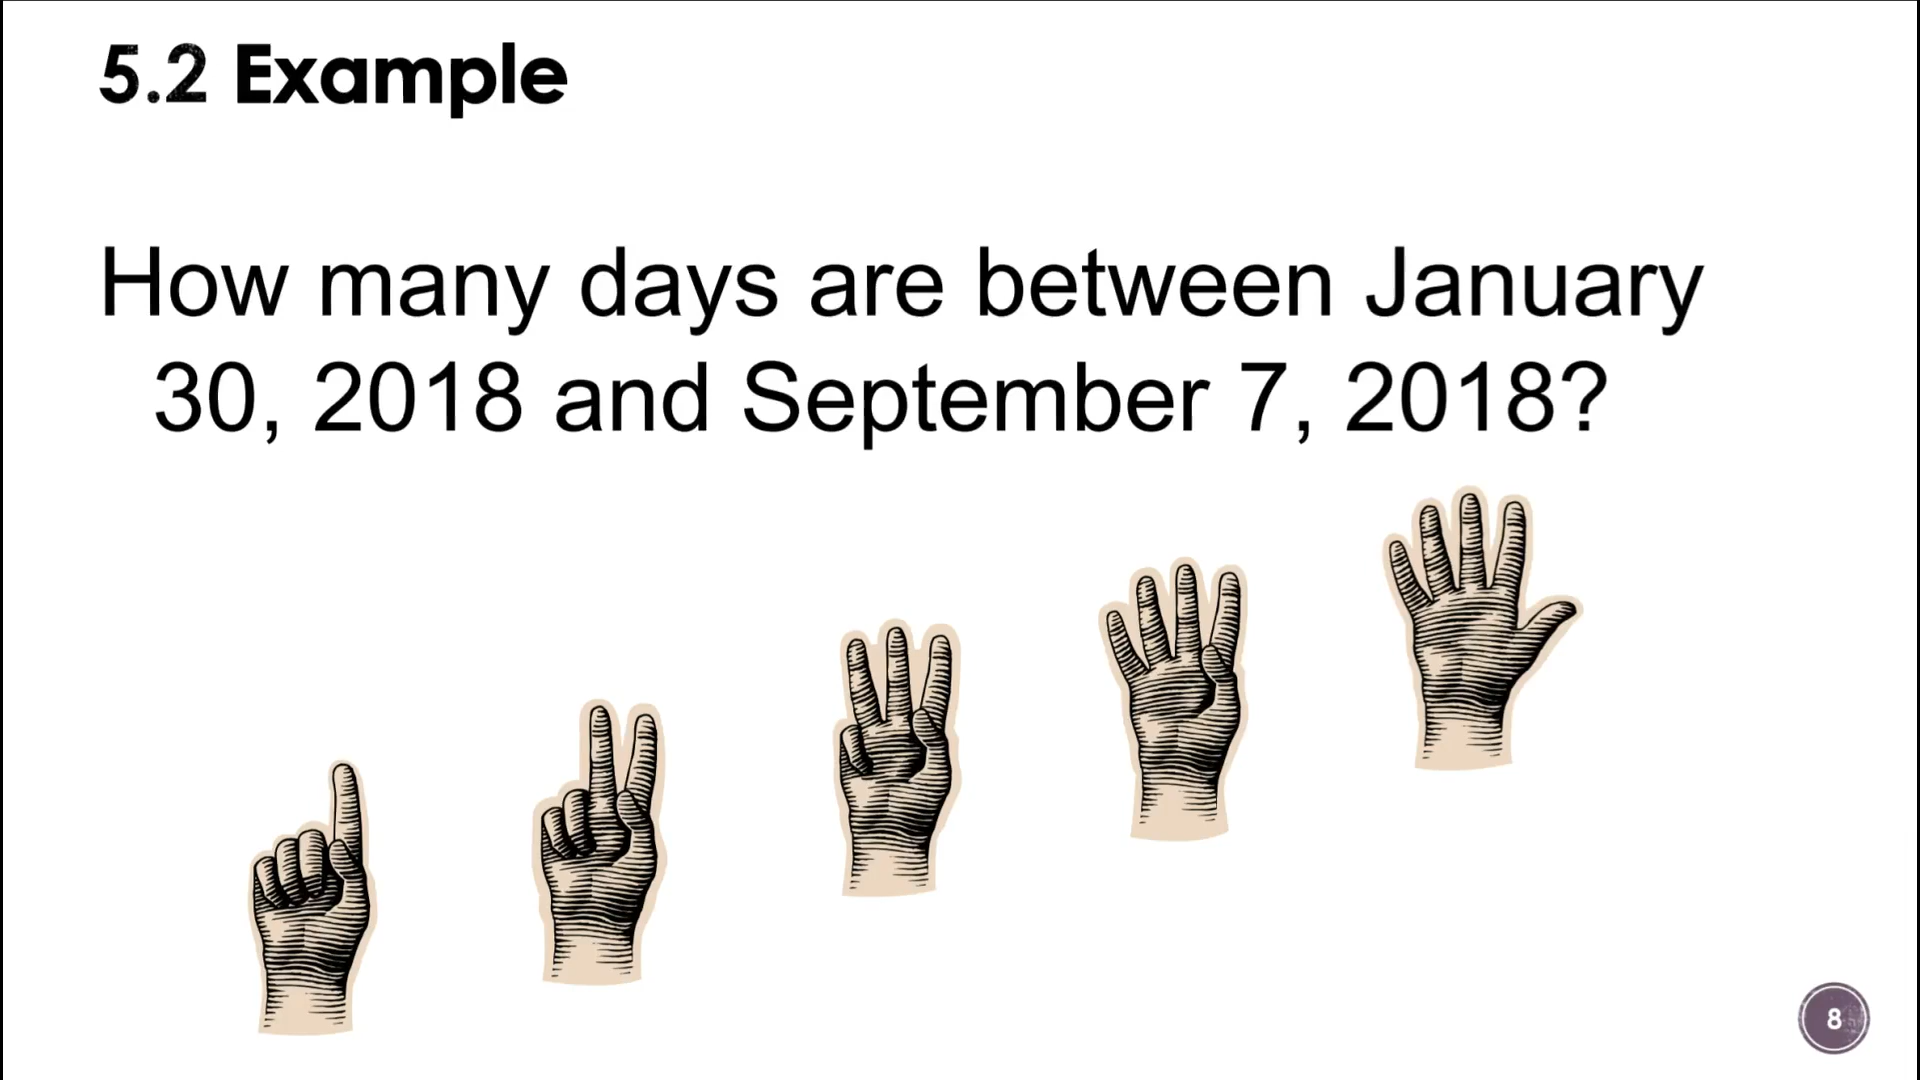 5.2 Example
How many days are between January
30, 2018 and September 7, 2018?
8